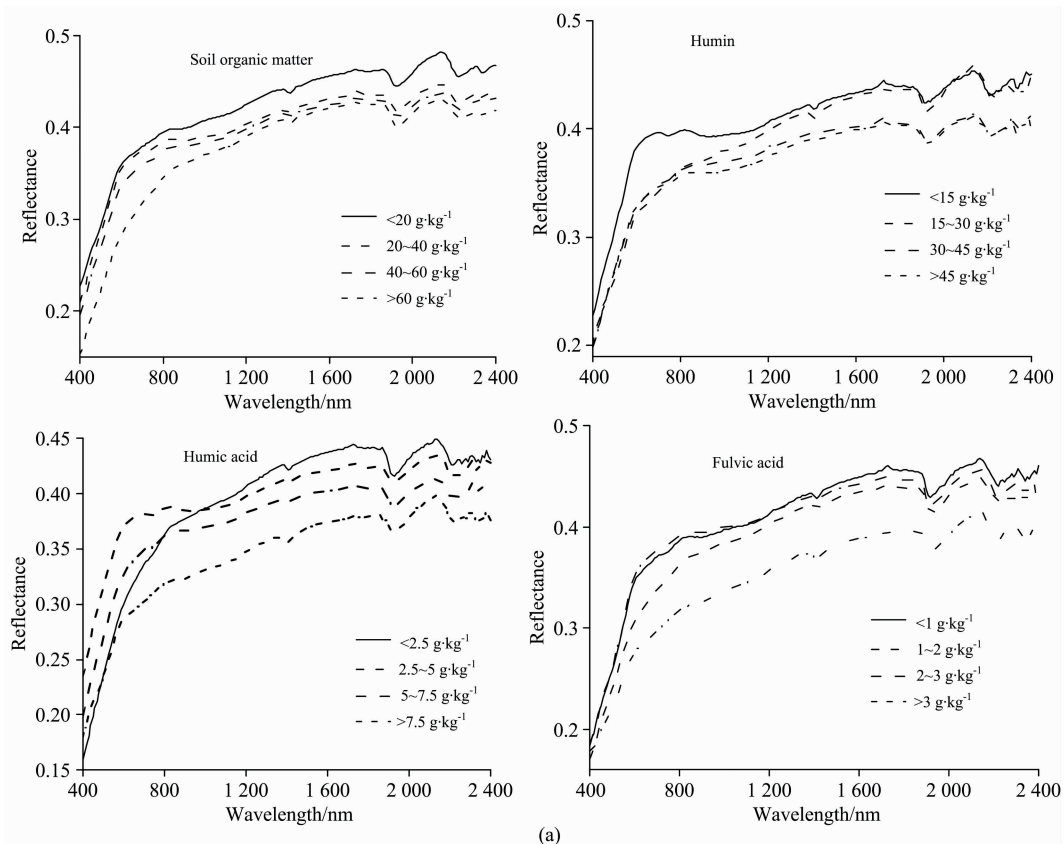 Soil organic matter
Reflectance
0.5
0.4
0.3
0.2
<20 g·kg⁻¹
20~40 g·kg⁻¹
40~60 g·kg⁻¹
>60 g·kg⁻¹
400 800 1 200 1 600 2 000 2 400
Wavelength/nm
Humin
Reflectance
0.5
0.4
0.3
0.2
<15 g·kg⁻¹
15~30 g·kg⁻¹
30~45 g·kg⁻¹
>45 g·kg⁻¹
400 800 1 200 1 600 2 000 2 400
Wavelength/nm
Humic acid
Reflectance
0.45
0.40
0.35
0.30
0.25
0.20
0.15
<2.5 g·kg⁻¹
2.5~5 g·kg⁻¹
5~7.5 g·kg⁻¹
>7.5 g·kg⁻¹
400 800 1 200 1 600 2 000 2 400
Wavelength/nm
Fulvic acid
Reflectance
0.5
0.4
0.3
0.2
<1 g·kg⁻¹
1~2 g·kg⁻¹
2~3 g·kg⁻¹
>3 g·kg⁻¹
400 800 1 200 1 600 2 000 2 400
Wavelength/nm
(a)